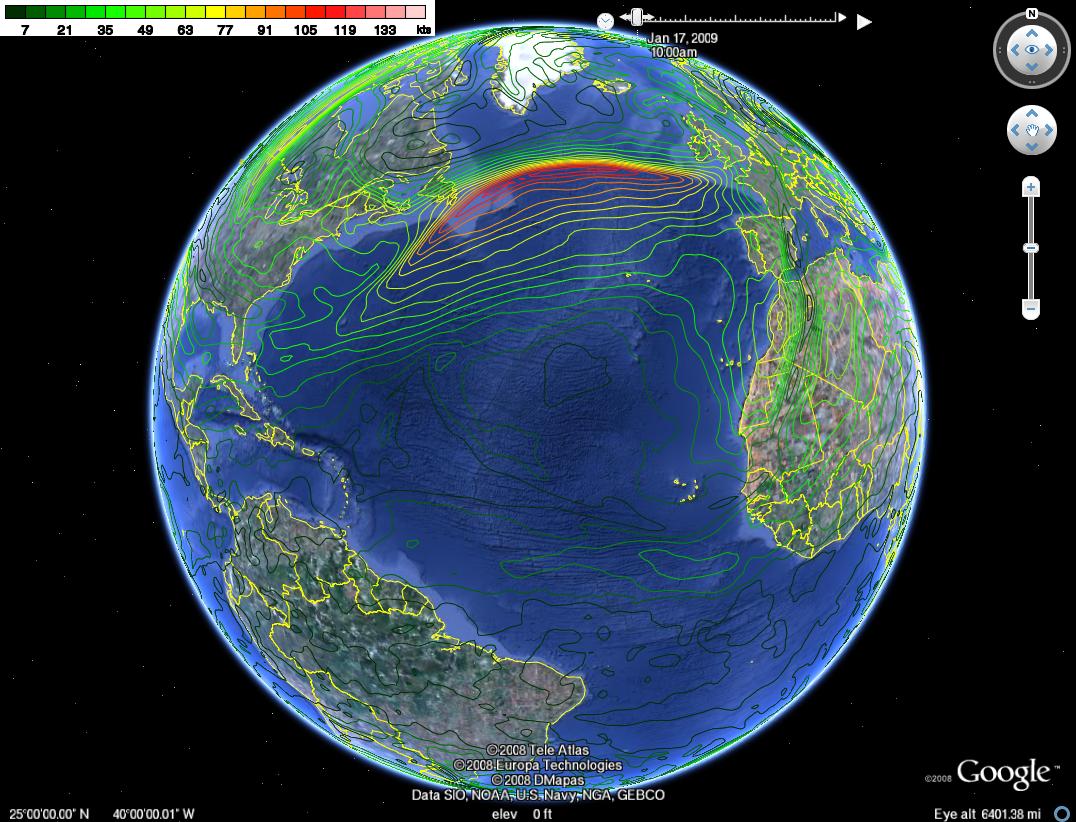 7 21 35 49 63 77 91 105 119 133 kts
Jan 17, 2009
10:00am
N
©2008 Tele Atlas
©2008 Europa Technologies
©2008 DMapas
Data SIO, NOAA, U.S. Navy, NGA, GEBCO
©2008 Google™
25°00'00.00" N 40°00'00.01" W elev 0 ft Eye alt 6401.38 mi